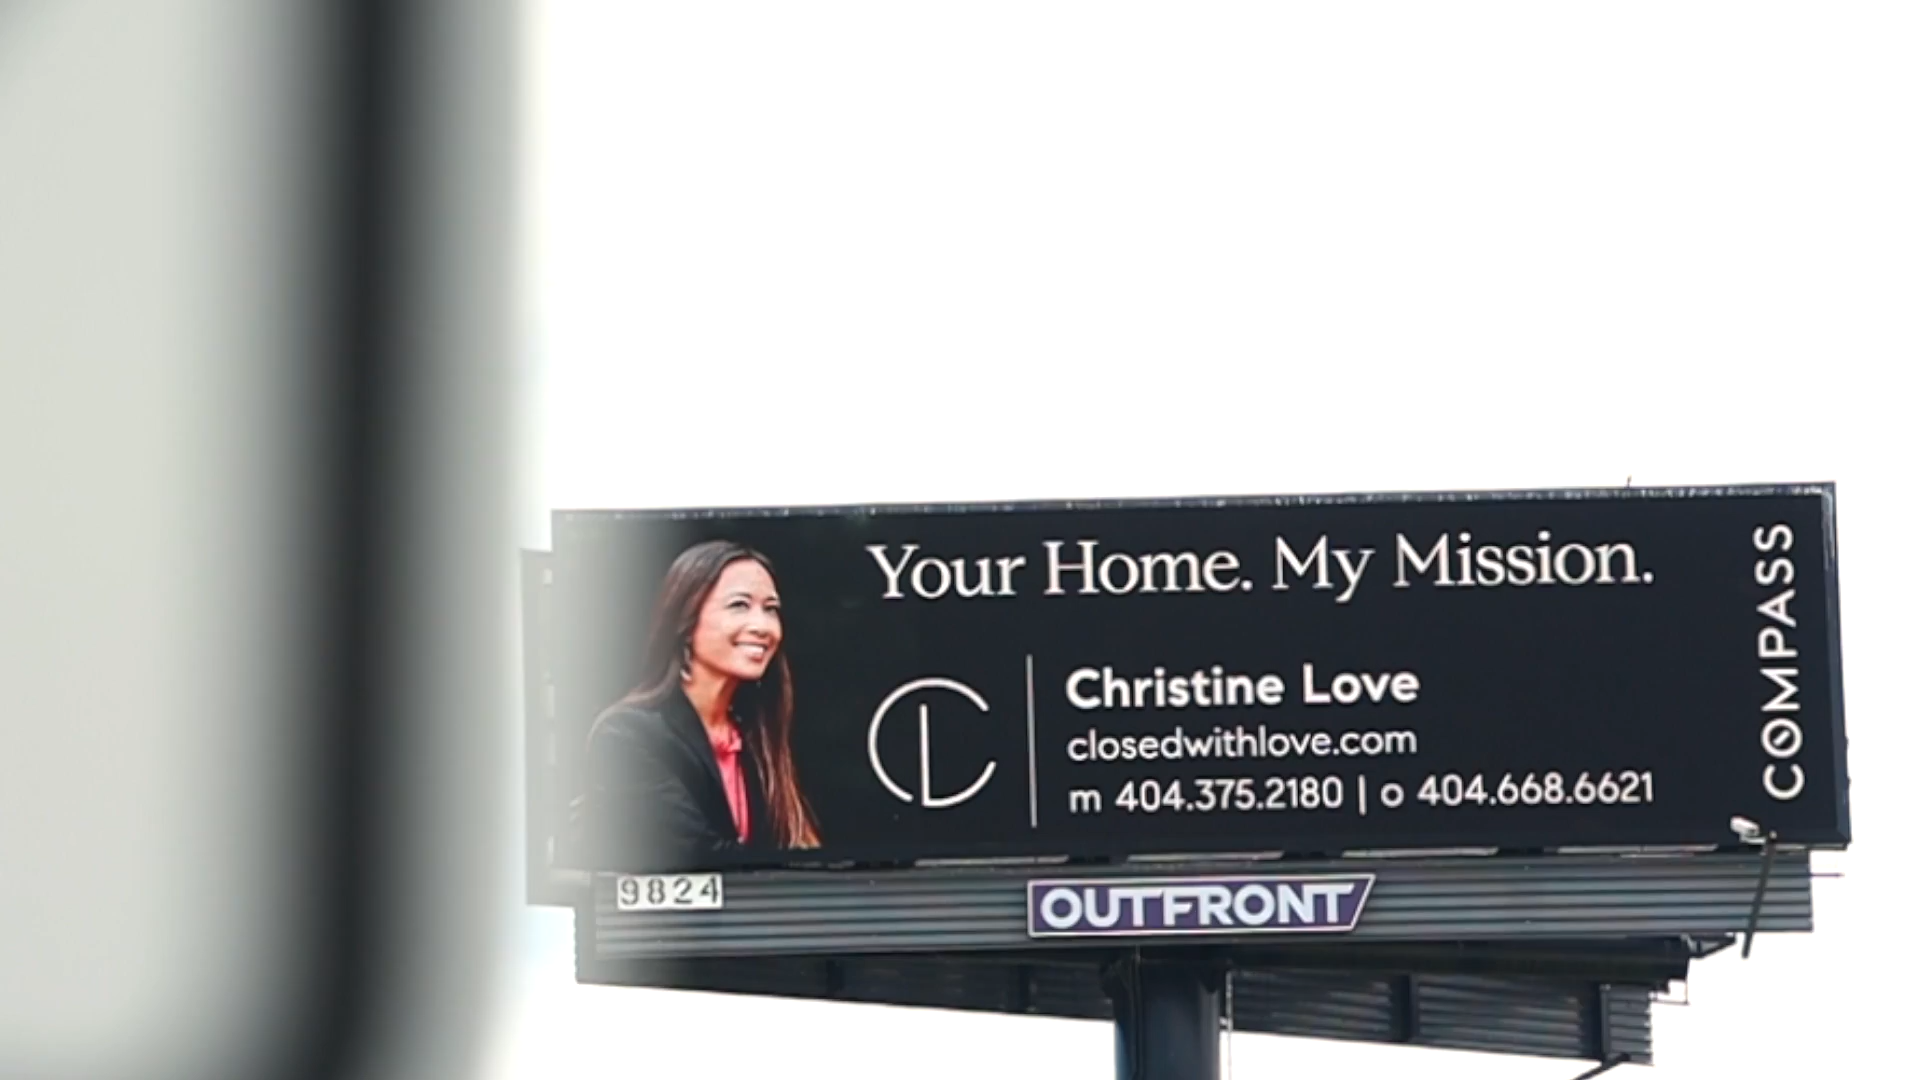 Your Home. My Mission.
Christine Love
closedwithlove.com
m 404.375.2180 | o 404.668.6621
COMPASS
CL
9824
OUTFRONT